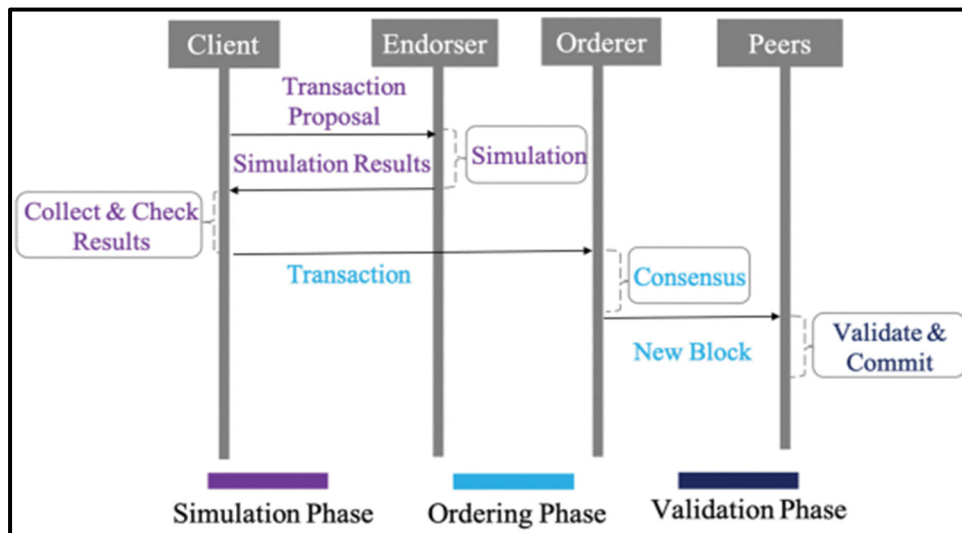 Client
Endorser
Orderer
Peers
Transaction
Proposal
Simulation
Simulation Results
Collect & Check
Results
Transaction
Consensus
New Block
Validate &
Commit
Simulation Phase
Ordering Phase
Validation Phase